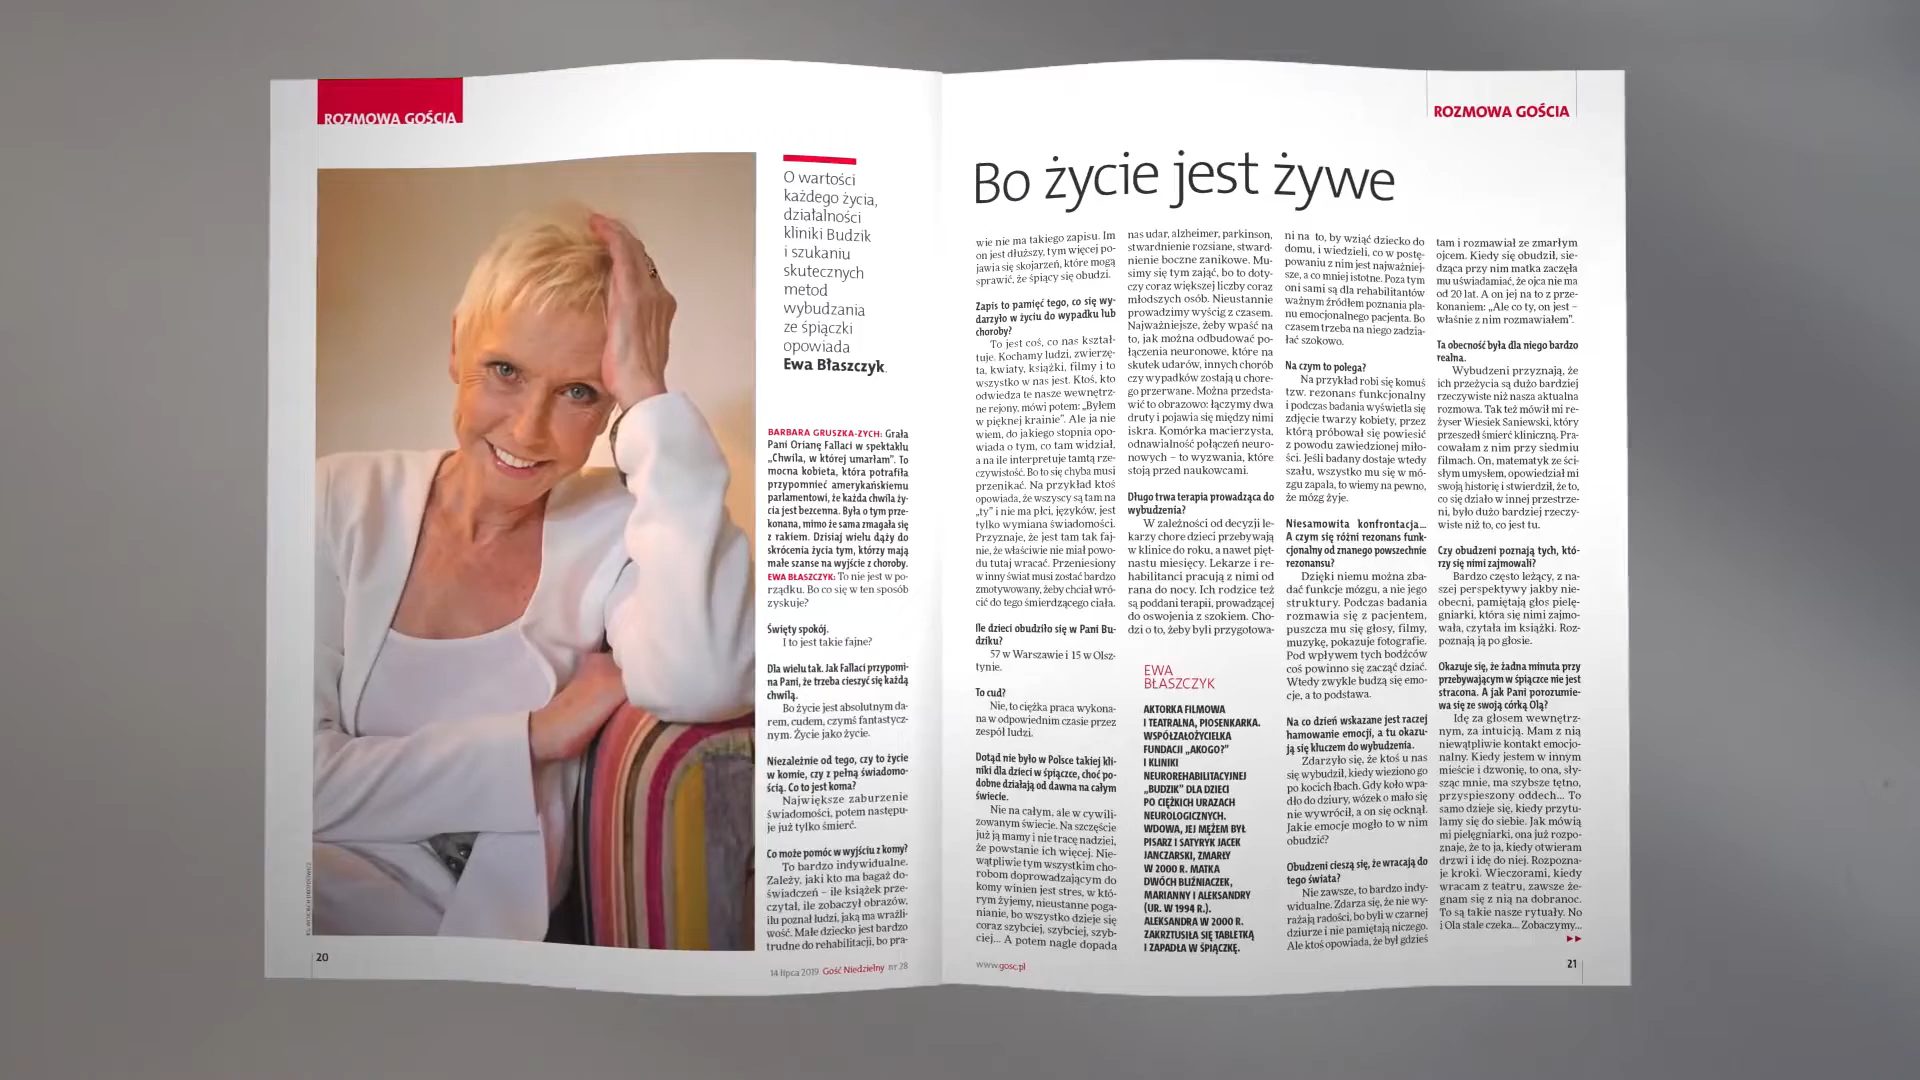 ROZMOWA GOŚCIA
O wartości
każdego życia,
działalności
kliniki Budzik
i szukaniu
skutecznych
metod
wybudzania
ze śpiączki
opowiada
Ewa Błaszczyk.
BARBARA GRUSZKA-ZYCH: Grała
Pani Orianę Fallaci w spektaklu
„Chwila, w której umarłam”. To
mocna kobieta, która potrafiła
przypomnieć amerykańskiemu
parlamentowi, że każda chwila ży-
cia jest bezcenna. Była o tym prze-
konana, mimo że sama zmagała się
z rakiem. Dzisiaj wielu dąży do
skrócenia życia tym, którzy mają
małe szanse na wyjście z choroby.
EWA BŁASZCZYK: To nie jest w po-
rządku. Bo co się w ten sposób
zyskuje?
Święty spokój.
I to jest takie fajne?
Dla wielu tak. Jak Fallaci przypomi-
na Pani, że trzeba cieszyć się każdą
chwilą.
Bo życie jest absolutnym da-
rem, cudem, czymś fantastycz-
nym. Życie jako życie.
Niezależnie od tego, czy to życie
w komie, czy z pełną świadomo-
ścią. Co to jest koma?
Największe zaburzenie
świadomości, potem następu-
je już tylko śmierć.
Co może pomóc w wyjściu z komy?
To bardzo indywidualne.
Zależy, jaki kto ma bagaż do-
świadczeń – ile książek prze-
czytał, ile zobaczył obrazów,
ilu poznał ludzi, jaką ma wrażli-
wość. Małe dziecko jest bardzo
trudne do rehabilitacji, bo pra-
20
14 lipca 2019 Gość Niedzielny nr 28
ROZMOWA GOŚCIA
Bo życie jest żywe
wie nie ma takiego zapisu. Im
on jest dłuższy, tym więcej po-
jawia się skojarzeń, które mogą
sprawić, że śpiący się obudzi.
Zapis to pamięć tego, co się wy-
darzyło w życiu do wypadku lub
choroby?
To jest coś, co nas kształ-
tuje. Kochamy ludzi, zwierzę-
ta, kwiaty, książki, filmy i to
wszystko w nas jest. Ktoś, kto
odwiedza te nasze wewnętrz-
ne rejony, mówi potem: „Byłem
w pięknej krainie”. Ale ja nie
wiem, do jakiego stopnia opo-
wiada o tym, co tam widział,
a na ile interpretuje tamtą rze-
czywistość. Bo to się chyba musi
przenikać. Na przykład ktoś
opowiada, że wszyscy są tam na
„ty” i nie ma płci, języków, jest
tylko wymiana świadomości.
Przyznaje, że jest tam tak faj-
nie, że właściwie nie miał powo-
du tutaj wracać. Przeniesiony
w inny świat musi zostać bardzo
zmotywowany, żeby chciał wró-
cić do tego śmierdzącego ciała.
Ile dzieci obudziło się w Pani Bu-
dziku?
57 w Warszawie i 15 w Olsz-
tynie.
To cud?
Nie, to ciężka praca wykona-
na w odpowiednim czasie przez
zespół ludzi.
Dotąd nie było w Polsce takiej kli-
niki dla dzieci w śpiączce, choć po-
dobne działają od dawna na całym
świecie.
Nie na całym, ale w cywili-
zowanym świecie. Na szczęście
już ją mamy i nie tracę nadziei,
że powstanie ich więcej. Nie-
wątpliwie tym wszystkim cho-
robom doprowadzającym do
komy winien jest stres, w któ-
rym żyjemy, nieustanne poga-
nianie, bo wszystko dzieje się
coraz szybciej, szybciej, szyb-
ciej... A potem nagle dopada
nas udar, alzheimer, parkinson,
stwardnienie rozsiane, stward-
nienie boczne zanikowe. Mu-
simy się tym zająć, bo to doty-
czy coraz większej liczby coraz
młodszych osób. Nieustannie
prowadzimy wyścig z czasem.
Najważniejsze, żeby wpaść na
to, jak można odbudować po-
łączenia neuronowe, które na
skutek udarów, innych chorób
czy wypadków zostają u chore-
go przerwane. Można przedsta-
wić to obrazowo: łączymy dwa
druty i pojawia się między nimi
iskra. Komórka macierzysta,
odnawialność połączeń neuro-
nowych – to wyzwania, które
stoją przed naukowcami.
Długo trwa terapia prowadząca do
wybudzenia?
W zależności od decyzji le-
karzy chore dzieci przebywają
w klinice do roku, a nawet pięt-
nastu miesięcy. Lekarze i re-
habilitanci pracują z nimi od
rana do nocy. Ich rodzice też
są poddani terapii, prowadzącej
do oswojenia z szokiem. Cho-
dzi o to, żeby byli przygotowa-
EWA
BŁASZCZYK
AKTORKA FILMOWA
I TEATRALNA, PIOSENKARKA.
WSPÓŁZAŁOŻYCIELKA
FUNDACJI „AKOGO?”
I KLINIKI
NEUROREHABILITACYJNEJ
„BUDZIK” DLA DZIECI
PO CIĘŻKICH URAZACH
NEUROLOGICZNYCH.
WDOWA, JEJ MĘŻEM BYŁ
PISARZ I SATYRYK JACEK
JANCZARSKI, ZMARŁY
W 2000 R. MATKA
DWÓCH BLIŹNIACZEK,
MARIANNY I ALEKSANDRY
(UR. W 1994 R.).
ALEKSANDRA W 2000 R.
ZAKRZTUSIŁA SIĘ TABLETKĄ
I ZAPADŁA W ŚPIĄCZKĘ.
ni na to, by wziąć dziecko do
domu, i wiedzieli, co w postę-
powaniu z nim jest najważniej-
sze, a co mniej istotne. Poza tym
oni sami są dla rehabilitantów
ważnym źródłem poznania pla-
nu emocjonalnego pacjenta. Bo
czasem trzeba na niego zadzia-
łać szokowo.
Na czym to polega?
Na przykład robi się komuś
tzw. rezonans funkcjonalny
i podczas badania wyświetla się
zdjęcie twarzy kobiety, przez
którą próbował się powiesić
z powodu zawiedzionej miło-
ści. Jeśli badany dostaje wtedy
szału, wszystko mu się w mó-
zgu zapala, to wiemy na pewno,
że mózg żyje.
Niesamowita konfrontacja...
A czym się różni rezonans funk-
cjonalny od znanego powszechnie
rezonansu?
Dzięki niemu można zba-
dać funkcje mózgu, a nie jego
struktury. Podczas badania
rozmawia się z pacjentem,
puszcza mu się głosy, filmy,
muzykę, pokazuje fotografie.
Pod wpływem tych bodźców
coś powinno się zacząć dziać.
Wtedy zwykle budzą się emo-
cje, a to podstawa.
Na co dzień wskazane jest raczej
hamowanie emocji, a tu okazu-
ją się kluczem do wybudzenia.
Zdarzyło się, że ktoś u nas
się wybudził, kiedy wieziono go
po kocich łbach. Gdy koło wpa-
dło do dziury, wózek o mało się
nie wywrócił, a on się ocknął.
Jakie emocje mogło to w nim
obudzić?
Obudzeni cieszą się, że wracają do
tego świata?
Nie zawsze, to bardzo indy-
widualne. Zdarza się, że nie wy-
rażają radości, bo byli w czarnej
dziurze i nie pamiętają niczego.
Ale ktoś opowiada, że był gdzieś
tam i rozmawiał ze zmarłym
ojcem. Kiedy się obudził, sie-
dząca przy nim matka zaczęła
mu uświadamiać, że ojca nie ma
od 20 lat. A on jej na to z prze-
konaniem: „Ale co ty, on jest –
właśnie z nim rozmawiałem”.
Ta obecność była dla niego bardzo
realna.
Wybudzeni przyznają, że
ich przeżycia są dużo bardziej
rzeczywiste niż nasza aktualna
rozmowa. Tak też mówił mi re-
żyser Wiesiek Saniewski, który
przeszedł śmierć kliniczną. Pra-
cowałam z nim przy siedmiu
filmach. On, matematyk ze ści-
słym umysłem, opowiedział mi
swoją historię i stwierdził, że to,
co się działo w innej przestrze-
ni, było dużo bardziej rzeczy-
wiste niż to, co jest tu.
Czy obudzeni poznają tych, któ-
rzy się nimi zajmowali?
Bardzo często leżący, z na-
szej perspektywy jakby nie-
obecni, pamiętają głos pielę-
gniarki, która się nimi zajmo-
wała, czytała im książki. Roz-
poznają ją po głosie.
Okazuje się, że żadna minuta przy
przebywającym w śpiączce nie jest
stracona. A jak Pani porozumie-
wa się ze swoją córką Olą?
Idę za głosem wewnętrz-
nym, za intuicją. Mam z nią
niewątpliwie kontakt emocjo-
nalny. Kiedy jestem w innym
mieście i dzwonię, to ona, sły-
sząc mnie, ma szybsze tętno,
przyspieszony oddech... To
samo dzieje się, kiedy przytu-
lamy się do siebie. Jak mówią
mi pielęgniarki, ona już rozpo-
znaje, że to ja, kiedy otwieram
drzwi i idę do niej. Rozpozna-
je kroki. Wieczorami, kiedy
wracam z teatru, zawsze że-
gnam się z nią na dobranoc.
To są takie nasze rytuały. No
i Ola stale czeka... Zobaczymy...
www.gosc.pl
21